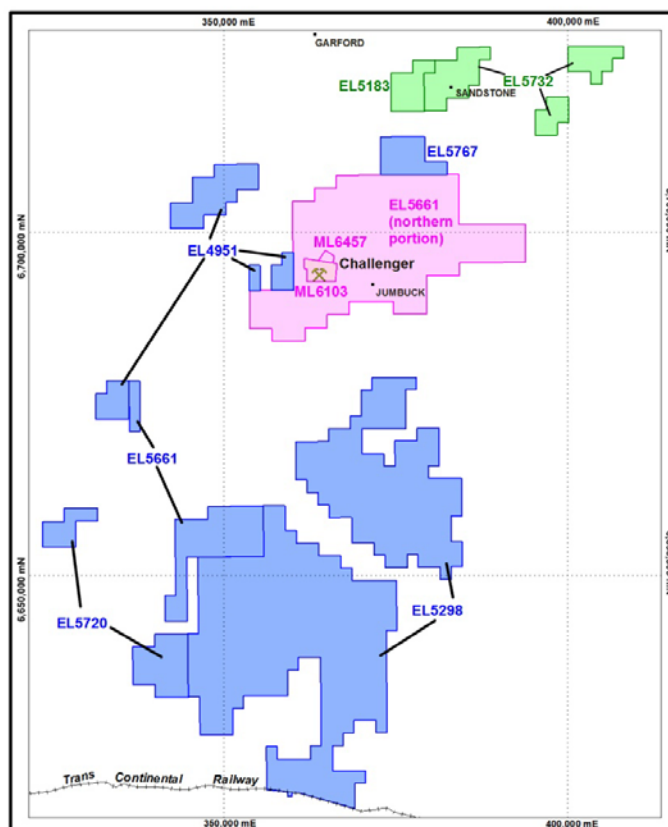 350,000 mE
400,000 mE
GARFORD
EL5183
EL5732
SANDSTONE
EL5767
EL5661
(northern
portion)
6,700,000 mN
EL4951
ML6457
Challenger
ML6103
JUMBUCK
EL5661
6,650,000 mN
EL5720
EL5298
Trans Continental Railway
350,000 mE
400,000 mE